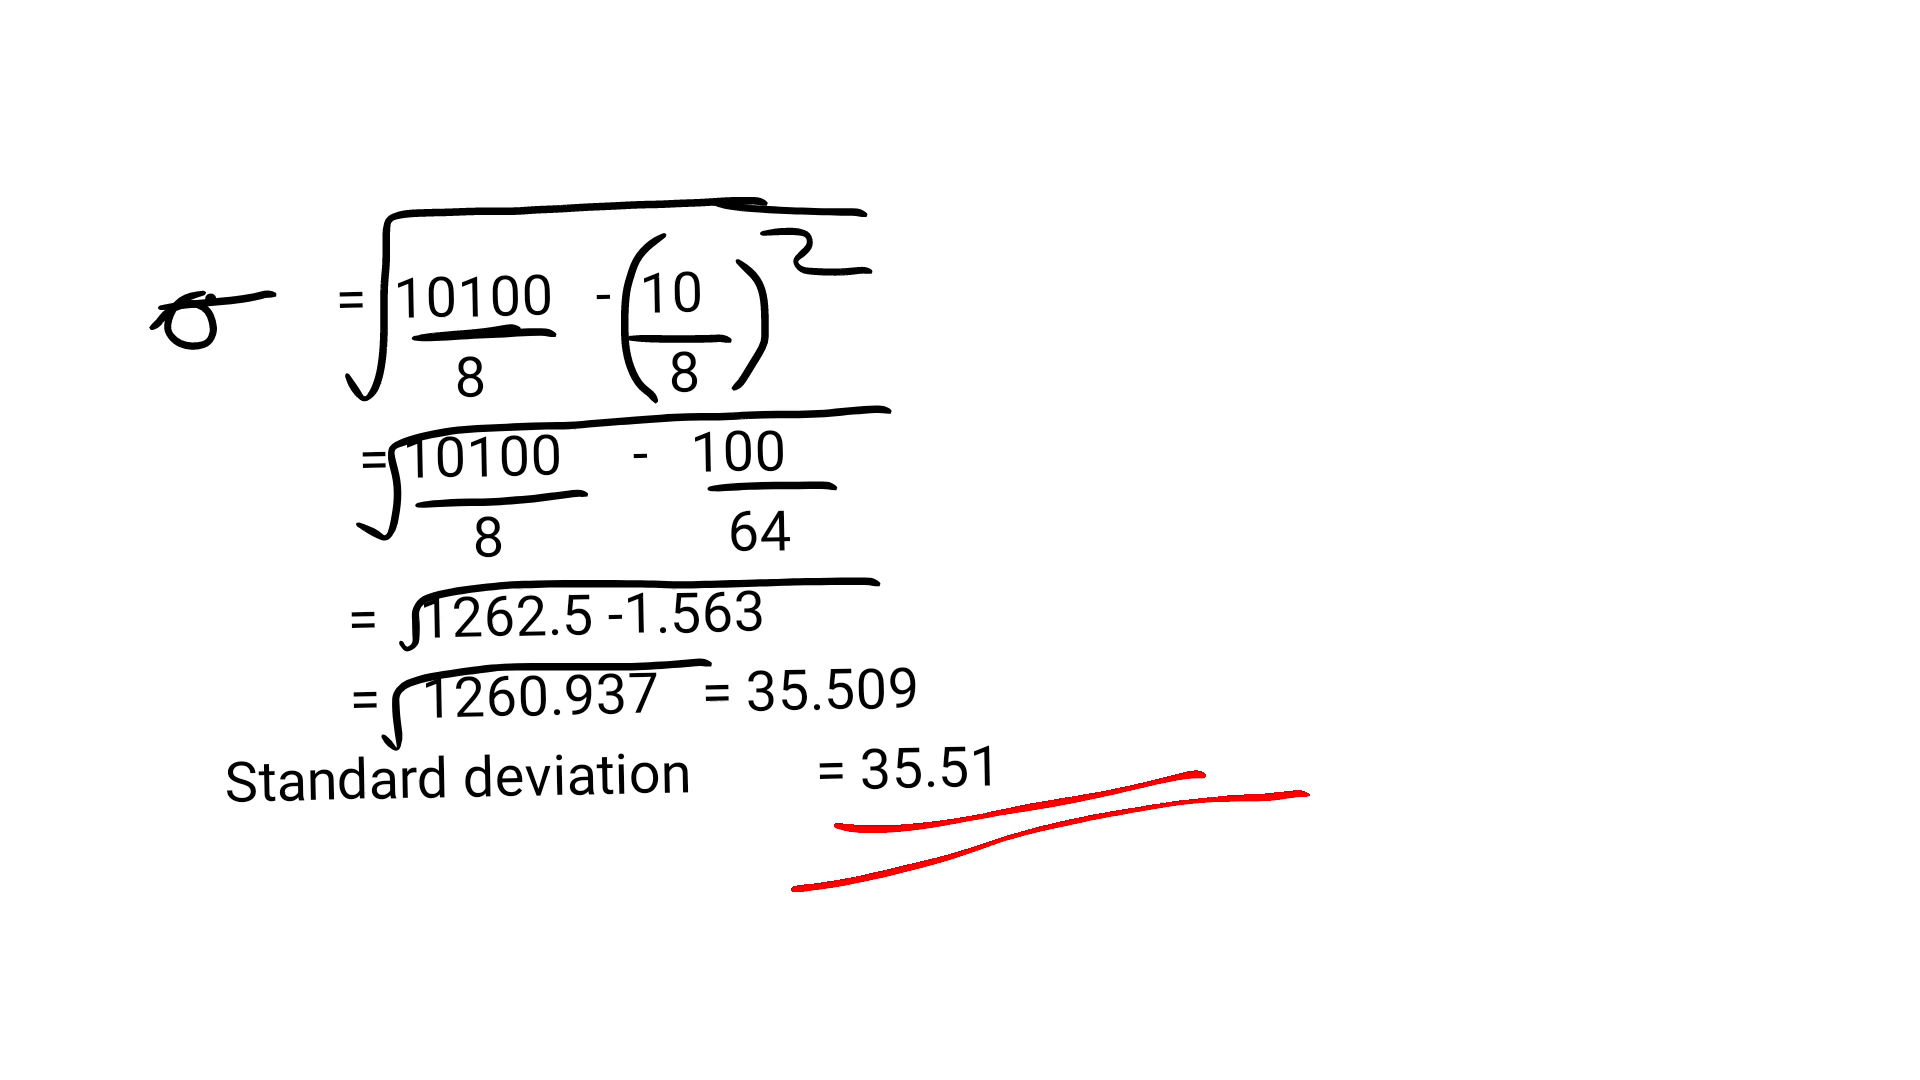 σ = √10100 - (10)²
8 8
= √10100 - 100
8 64
= √1262.5 -1.563
= √1260.937 = 35.509
Standard deviation = 35.51